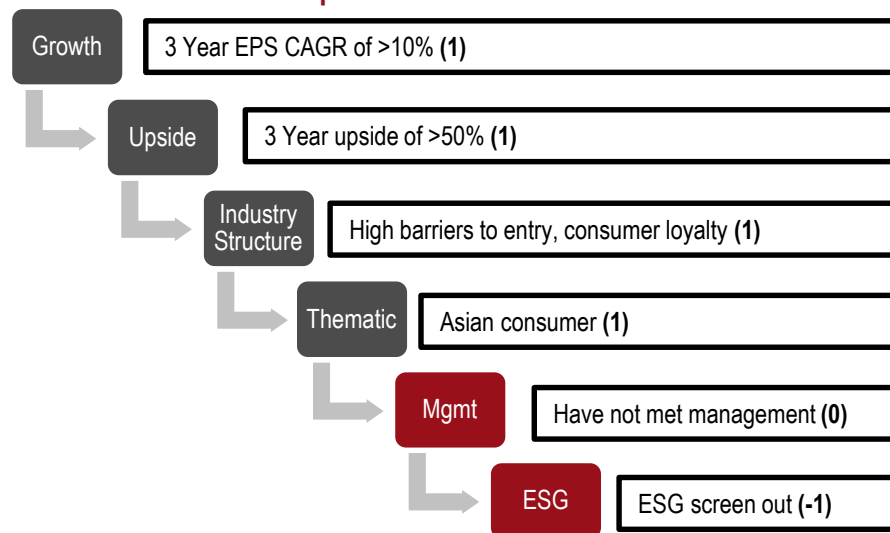 Growth
3 Year EPS CAGR of >10% (1)
Upside
3 Year upside of >50% (1)
Industry
Structure
High barriers to entry, consumer loyalty (1)
Thematic
Asian consumer (1)
Mgmt
Have not met management (0)
ESG
ESG screen out (-1)